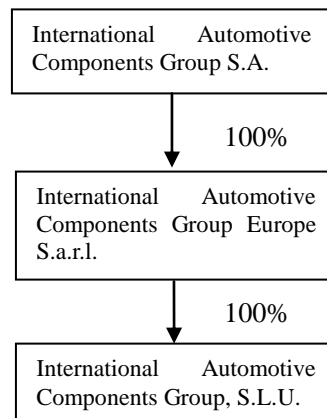 International Automotive
Components Group S.A.
100%
International Automotive
Components Group Europe
S.a.r.l.
100%
International Automotive
Components Group, S.L.U.